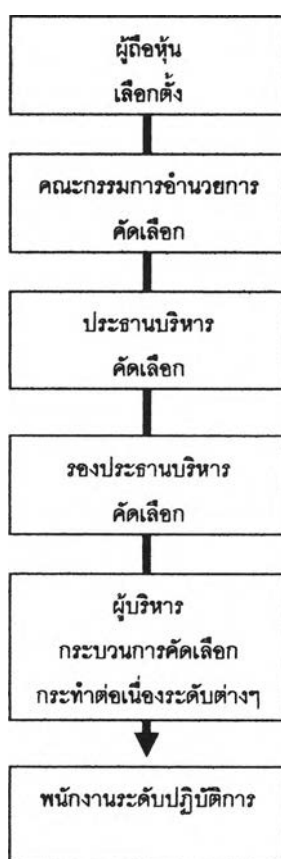 ผู้ถือหุ้น
เลือกตั้ง
คณะกรรมการอำนวยการ
คัดเลือก
ประธานบริหาร
คัดเลือก
รองประธานบริหาร
คัดเลือก
ผู้บริหาร
กระบวนการคัดเลือก
กระทำต่อเนื่องระดับต่างๆ
พนักงานระดับปฏิบัติการ